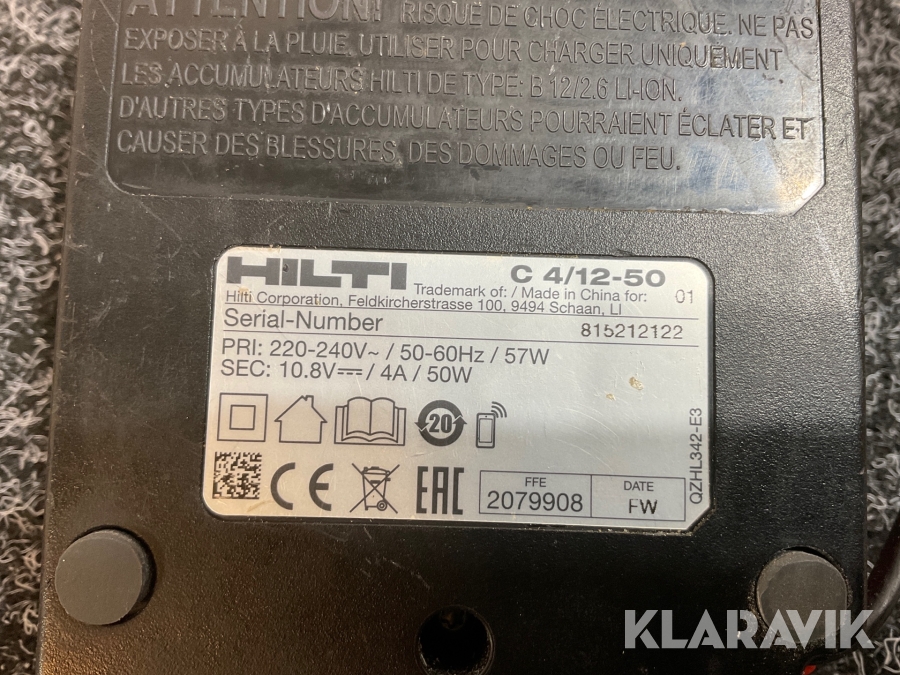 ATTENTION! RISQUE DE CHOC ÉLECTRIQUE. NE PAS
EXPOSER À LA PLUIE. UTILISER POUR CHARGER UNIQUEMENT
LES ACCUMULATEURS HILTI DE TYPE: B 12/2.6 LI-ION.
D'AUTRES TYPES D'ACCUMULATEURS POURRAIENT ÉCLATER ET
CAUSER DES BLESSURES, DES DOMMAGES OU FEU.
HILTI C 4/12-50
Trademark of: / Made in China for: 01
Hilti Corporation, Feldkircherstrasse 100, 9494 Schaan, LI
Serial-Number 815212122
PRI: 220-240V~ / 50-60Hz / 57W
SEC: 10.8V⎓ / 4A / 50W
20
CE EAC
FFE DATE
2079908 FW
QZHL342-E3
KLARAVIK